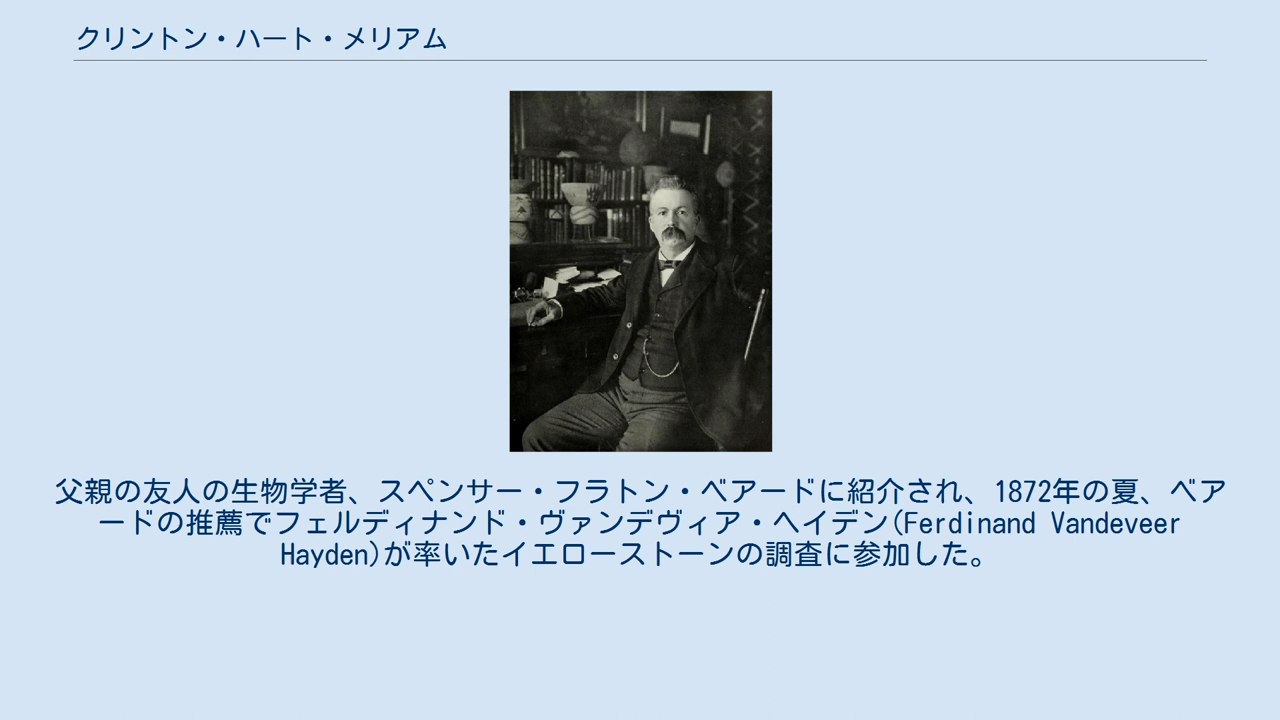 クリントン・ハート・メリアム
父親の友人の生物学者、スペンサー・フラトン・ベアードに紹介され、1872年の夏、ベア
ードの推薦でフェルディナンド・ヴァンデヴィア・ヘイデン(Ferdinand Vandeveer
Hayden)が率いたイエローストーンの調査に参加した。